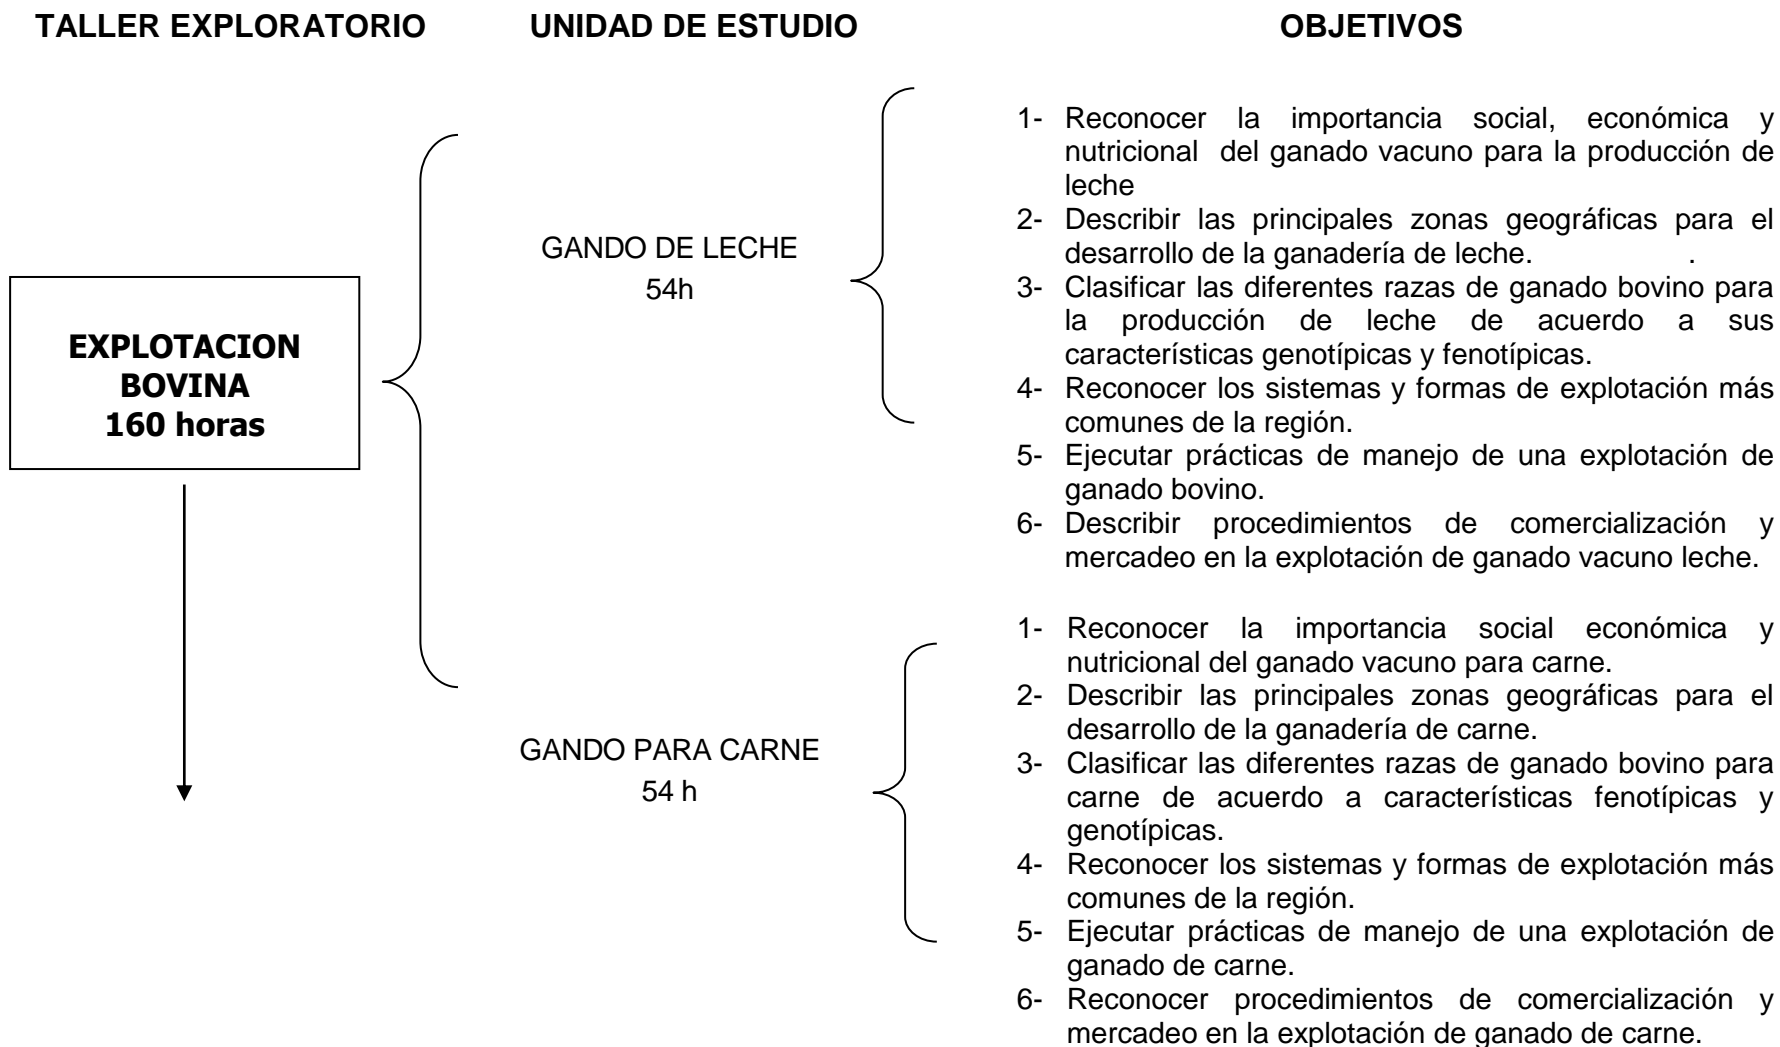 TALLER EXPLORATORIO UNIDAD DE ESTUDIO OBJETIVOS
EXPLOTACION
BOVINA
160 horas
GANDO DE LECHE
54h
1- Reconocer la importancia social, económica y
nutricional del ganado vacuno para la producción de
leche
2- Describir las principales zonas geográficas para el
desarrollo de la ganadería de leche. .
3- Clasificar las diferentes razas de ganado bovino para
la producción de leche de acuerdo a sus
características genotípicas y fenotípicas.
4- Reconocer los sistemas y formas de explotación más
comunes de la región.
5- Ejecutar prácticas de manejo de una explotación de
ganado bovino.
6- Describir procedimientos de comercialización y
mercadeo en la explotación de ganado vacuno leche.
GANDO PARA CARNE
54 h
1- Reconocer la importancia social económica y
nutricional del ganado vacuno para carne.
2- Describir las principales zonas geográficas para el
desarrollo de la ganadería de carne.
3- Clasificar las diferentes razas de ganado bovino para
carne de acuerdo a características fenotípicas y
genotípicas.
4- Reconocer los sistemas y formas de explotación más
comunes de la región.
5- Ejecutar prácticas de manejo de una explotación de
ganado de carne.
6- Reconocer procedimientos de comercialización y
mercadeo en la explotación de ganado de carne.